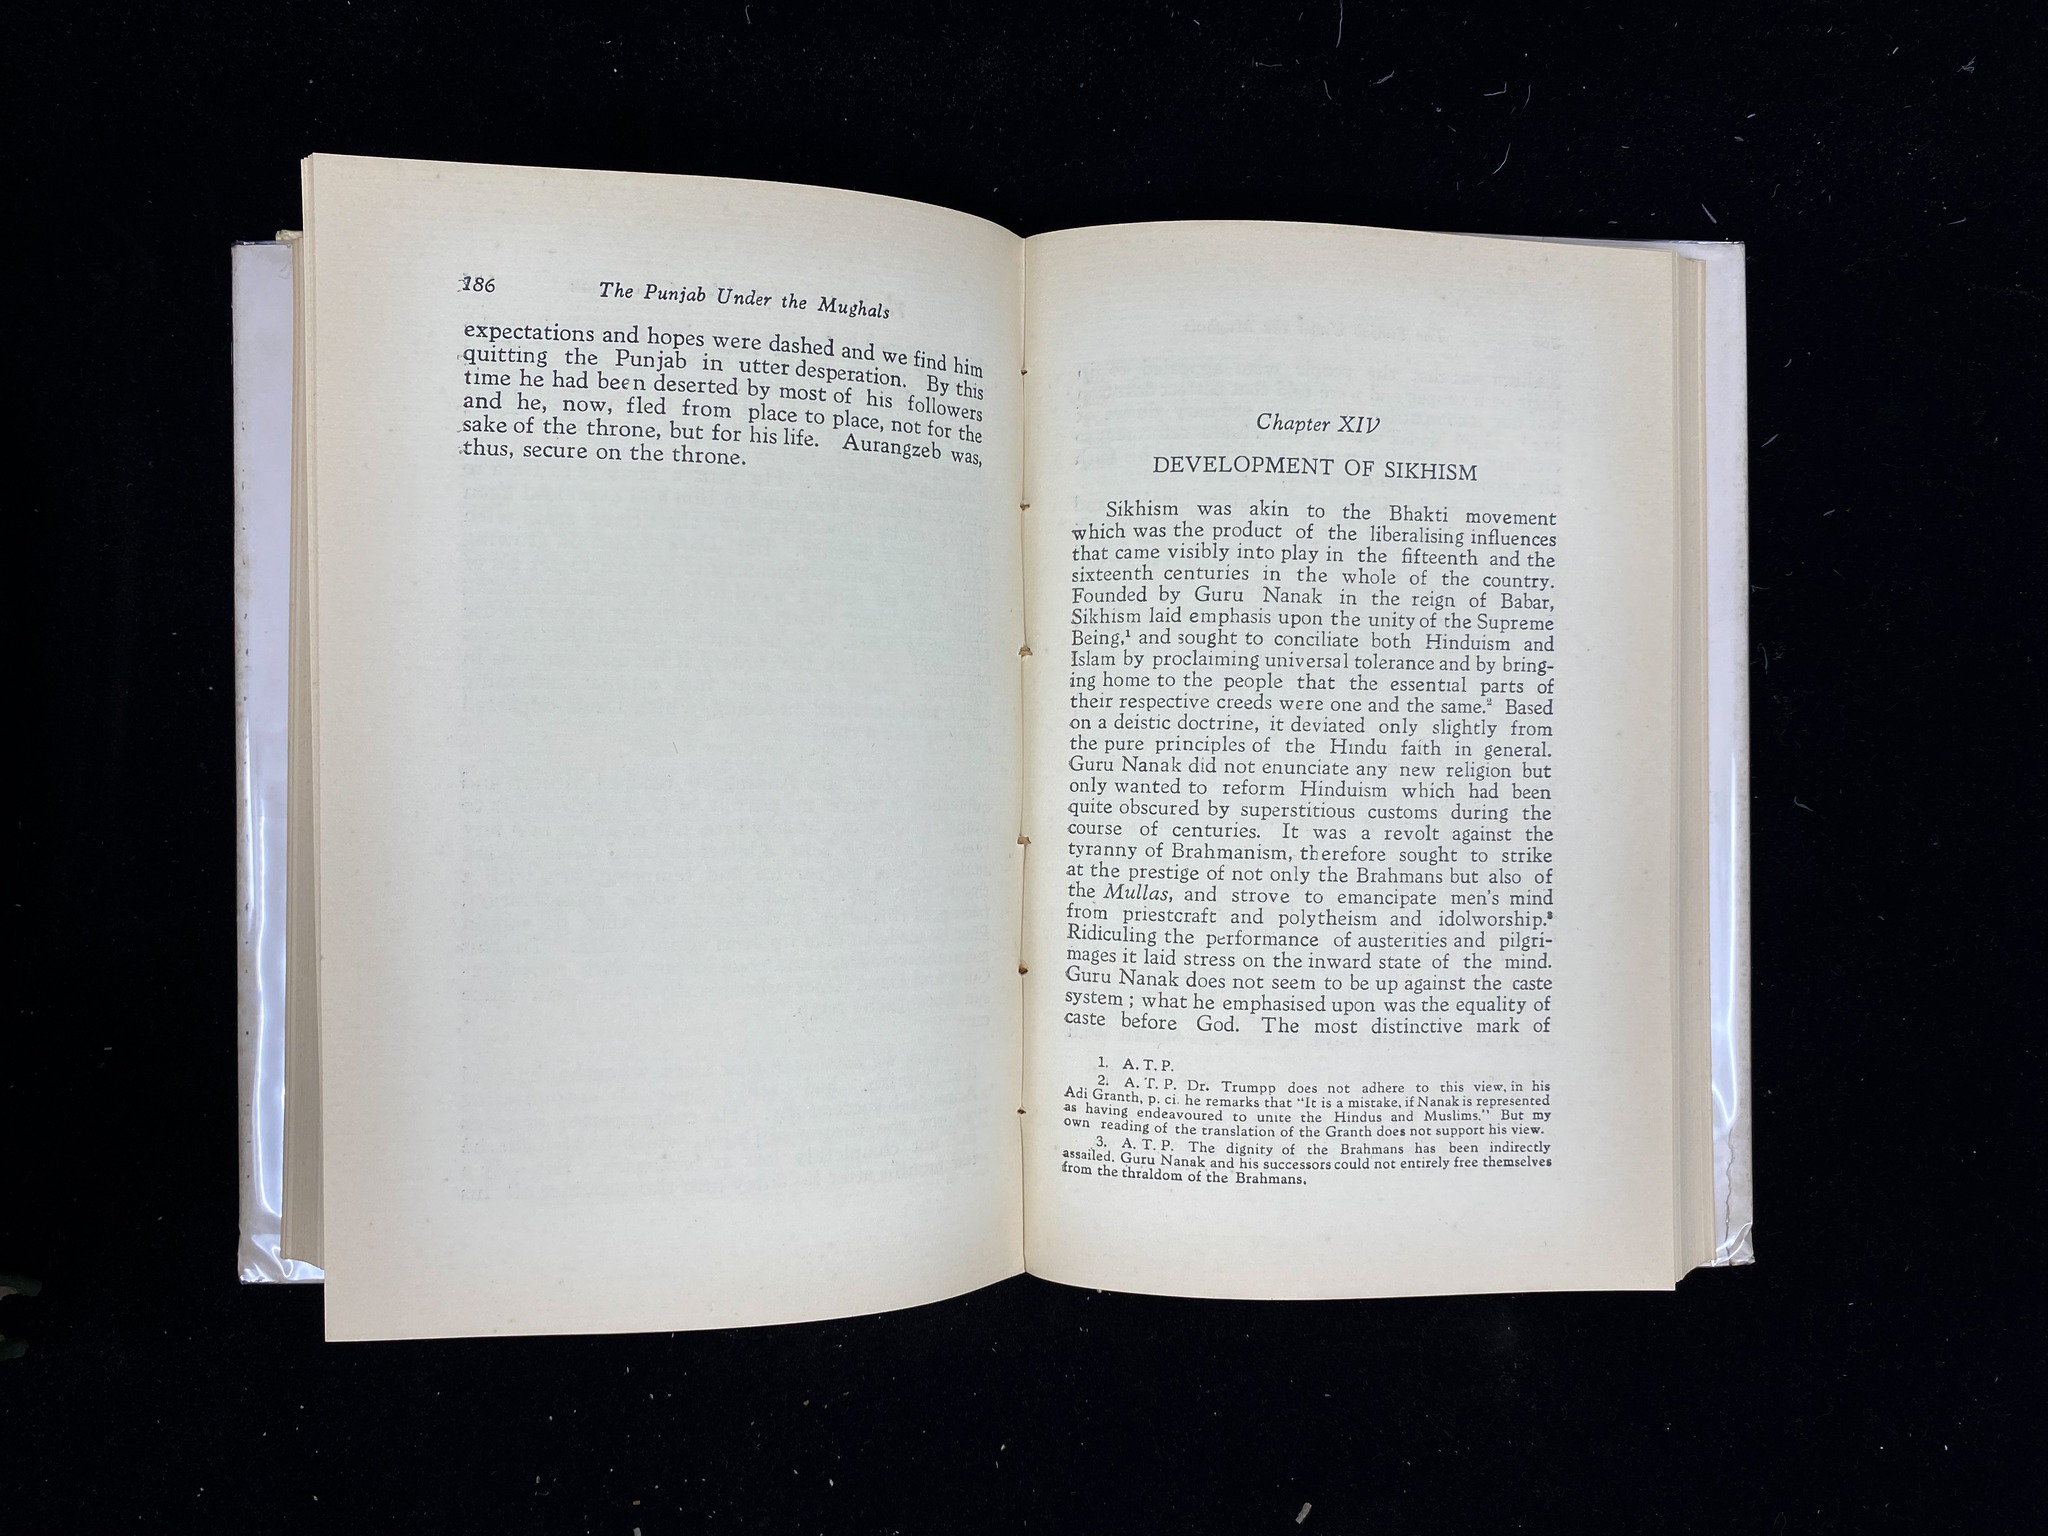 186 The Punjab Under the Mughals
expectations and hopes were dashed and we find him
quitting the Punjab in utter desperation. By this
time he had been deserted by most of his followers
and he, now, fled from place to place, not for the
sake of the throne, but for his life. Aurangzeb was,
thus, secure on the throne.
Chapter XIV
DEVELOPMENT OF SIKHISM
Sikhism was akin to the Bhakti movement
which was the product of the liberalising influences
that came visibly into play in the fifteenth and the
sixteenth centuries in the whole of the country.
Founded by Guru Nanak in the reign of Babar,
Sikhism laid emphasis upon the unity of the Supreme
Being,¹ and sought to conciliate both Hinduism and
Islam by proclaiming universal tolerance and by bring-
ing home to the people that the essential parts of
their respective creeds were one and the same.² Based
on a deistic doctrine, it deviated only slightly from
the pure principles of the Hindu faith in general.
Guru Nanak did not enunciate any new religion but
only wanted to reform Hinduism which had been
quite obscured by superstitious customs during the
course of centuries. It was a revolt against the
tyranny of Brahmanism, therefore sought to strike
at the prestige of not only the Brahmans but also of
the Mullas, and strove to emancipate men's mind
from priestcraft and polytheism and idolworship.³
Ridiculing the performance of austerities and pilgri-
mages it laid stress on the inward state of the mind.
Guru Nanak does not seem to be up against the caste
system ; what he emphasised upon was the equality of
caste before God. The most distinctive mark of
1. A. T. P.
2. A. T. P. Dr. Trumpp does not adhere to this view, in his
Adi Granth, p. ci. he remarks that "It is a mistake, if Nanak is represented
as having endeavoured to unite the Hindus and Muslims." But my
own reading of the translation of the Granth does not support his view.
3. A. T. P. The dignity of the Brahmans has been indirectly
assailed. Guru Nanak and his successors could not entirely free themselves
from the thraldom of the Brahmans.